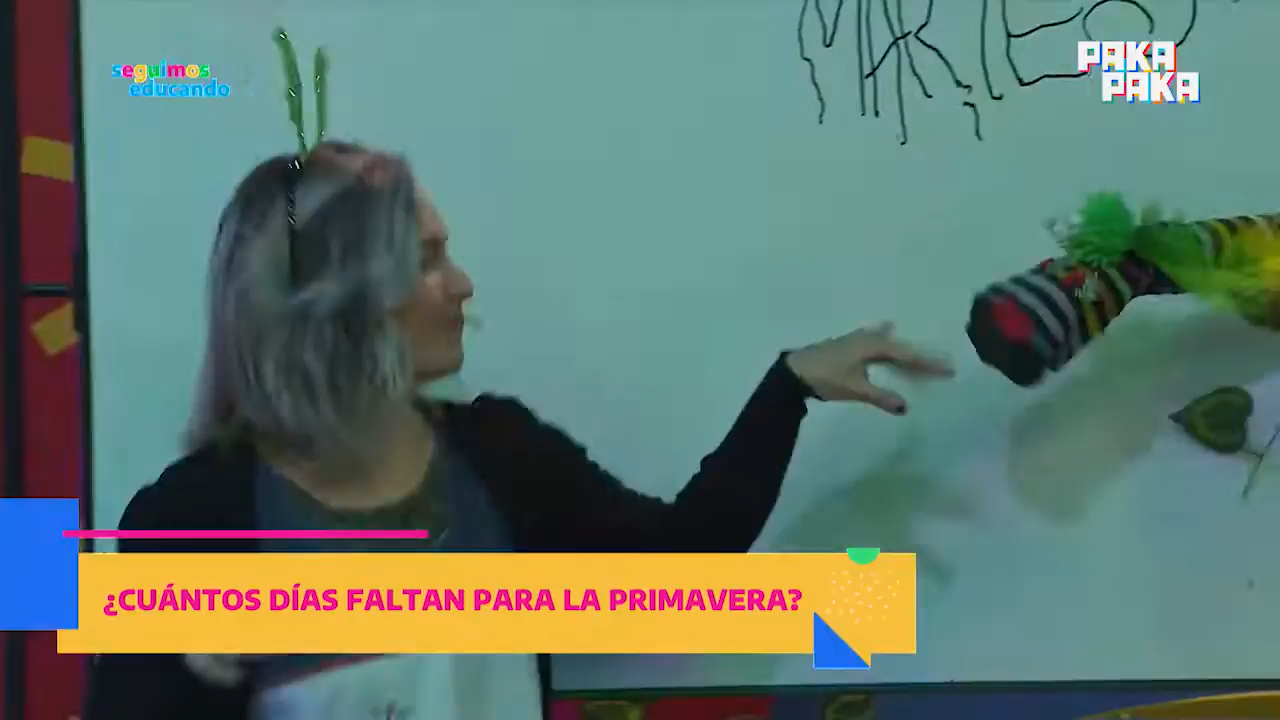 seguimos
educando
PAKA
PAKA
¿CUÁNTOS DÍAS FALTAN PARA LA PRIMAVERA?